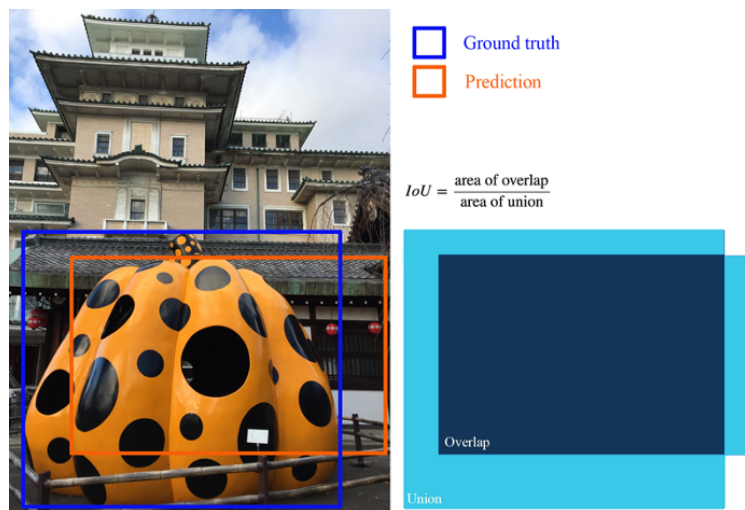 Ground truth
Prediction
IoU = area of overlap / area of union
Overlap
Union